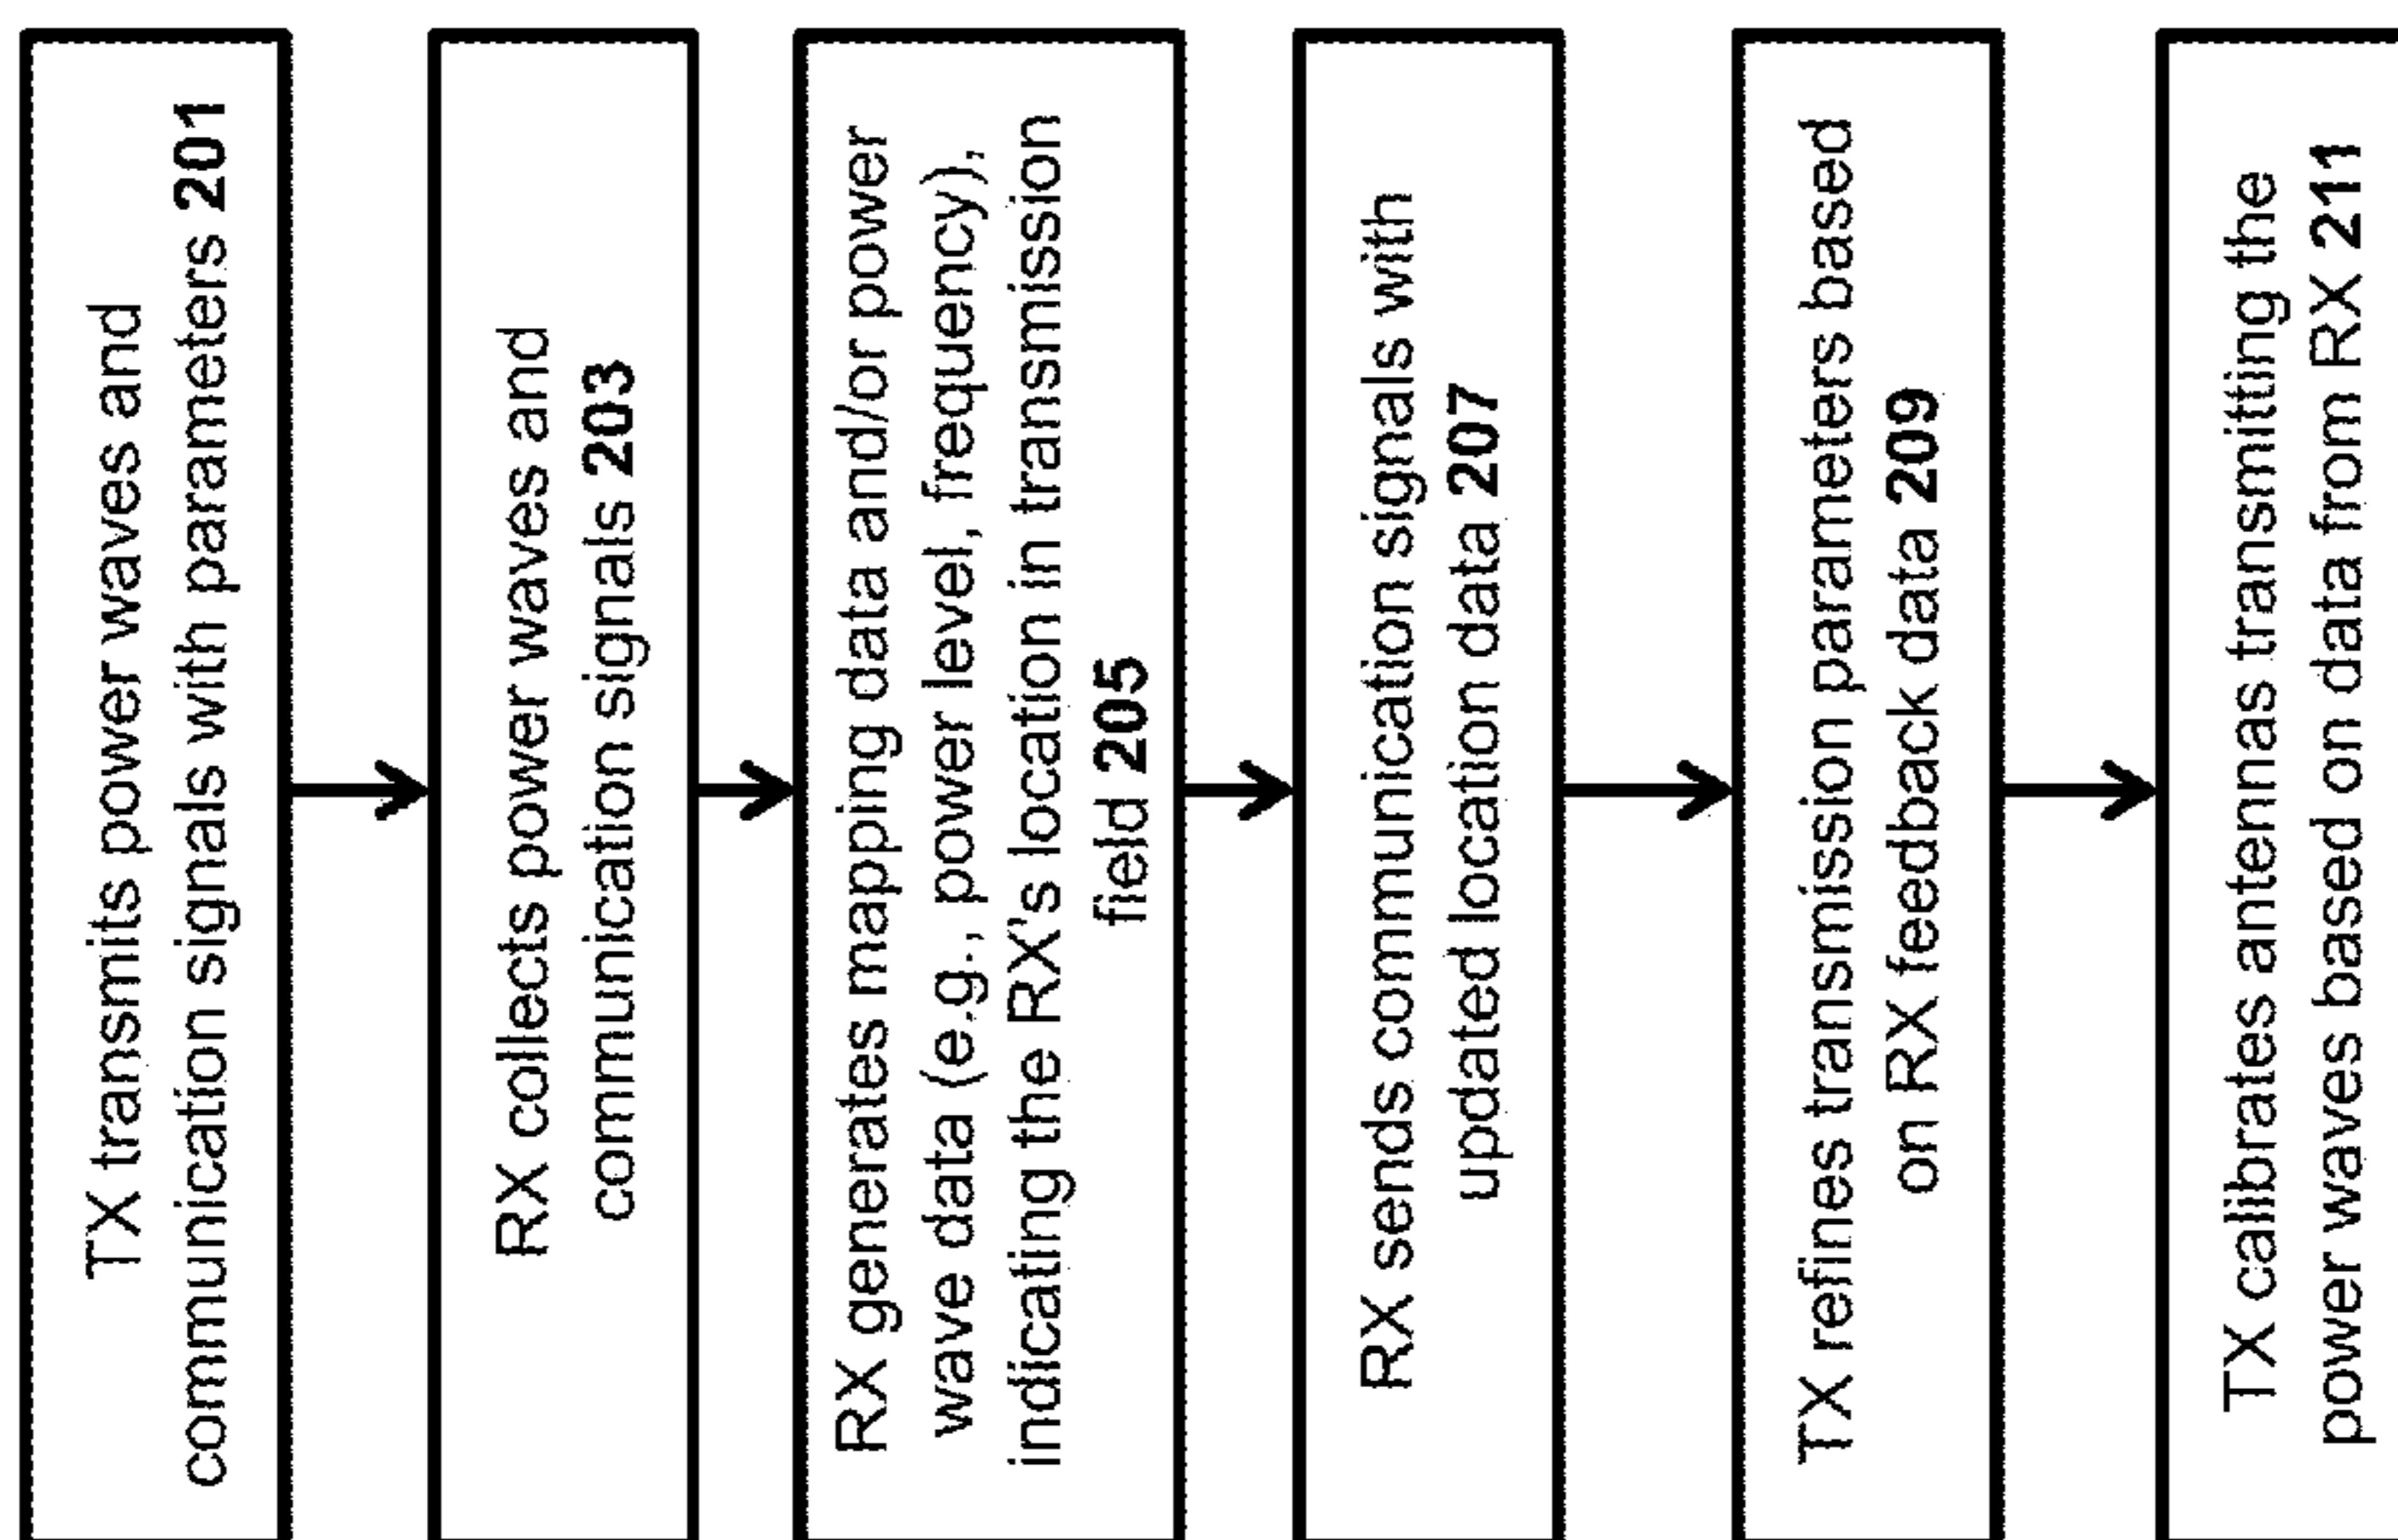 TX transmits power waves and
communication signals with parameters 201
RX collects power waves and
communication signals 203
RX generates mapping data and/or power
wave data (e.g., power level, frequency),
indicating the RX's location in transmission
field 205
RX sends communication signals with
updated location data 207
TX refines transmission parameters based
on RX feedback data 209
TX calibrates antennas transmitting the
power waves based on data from RX 211